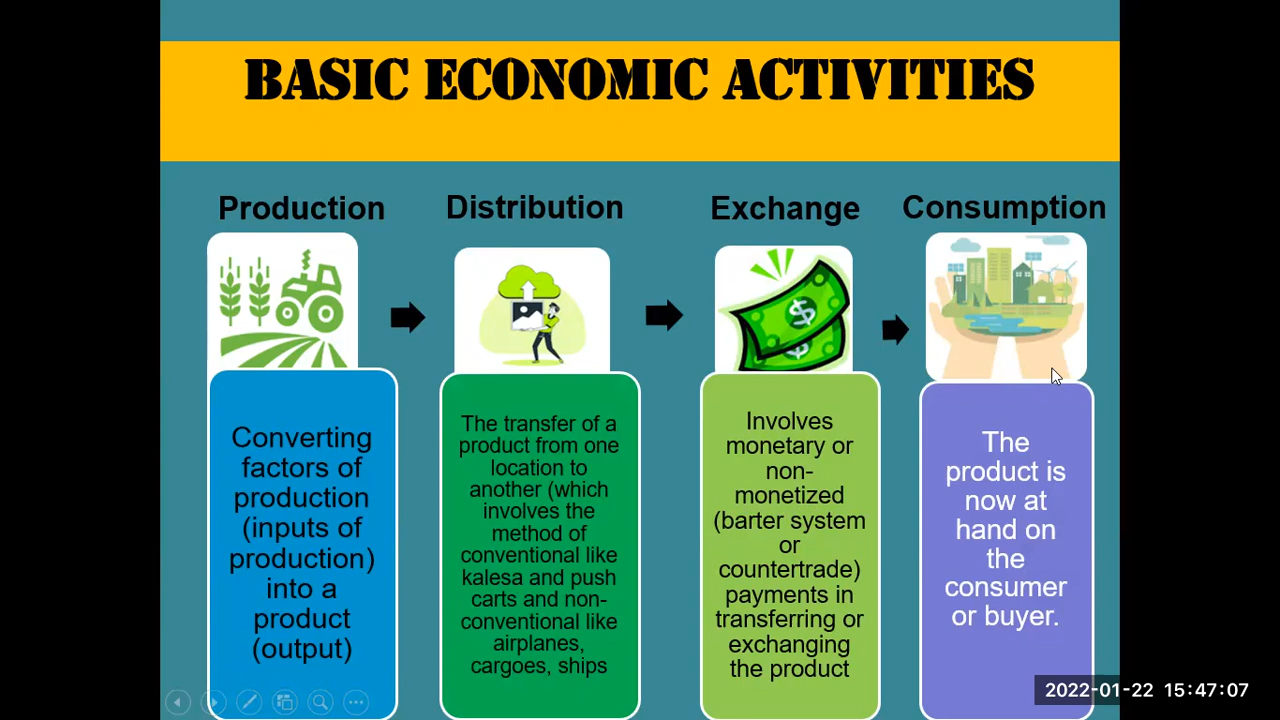 BASIC ECONOMIC ACTIVITIES
Production
Distribution
Exchange
Consumption
Converting
factors of
production
(inputs of
production)
into a
product
(output)
The transfer of a
product from one
location to
another (which
involves the
method of
conventional like
kalesa and push
carts and non-
conventional like
airplanes,
cargoes, ships
Involves
monetary or
non-
monetized
(barter system
or
countertrade)
payments in
transferring or
exchanging
the product
The
product is
now at
hand on
the
consumer
or buyer.
2022-01-22 15:47:07